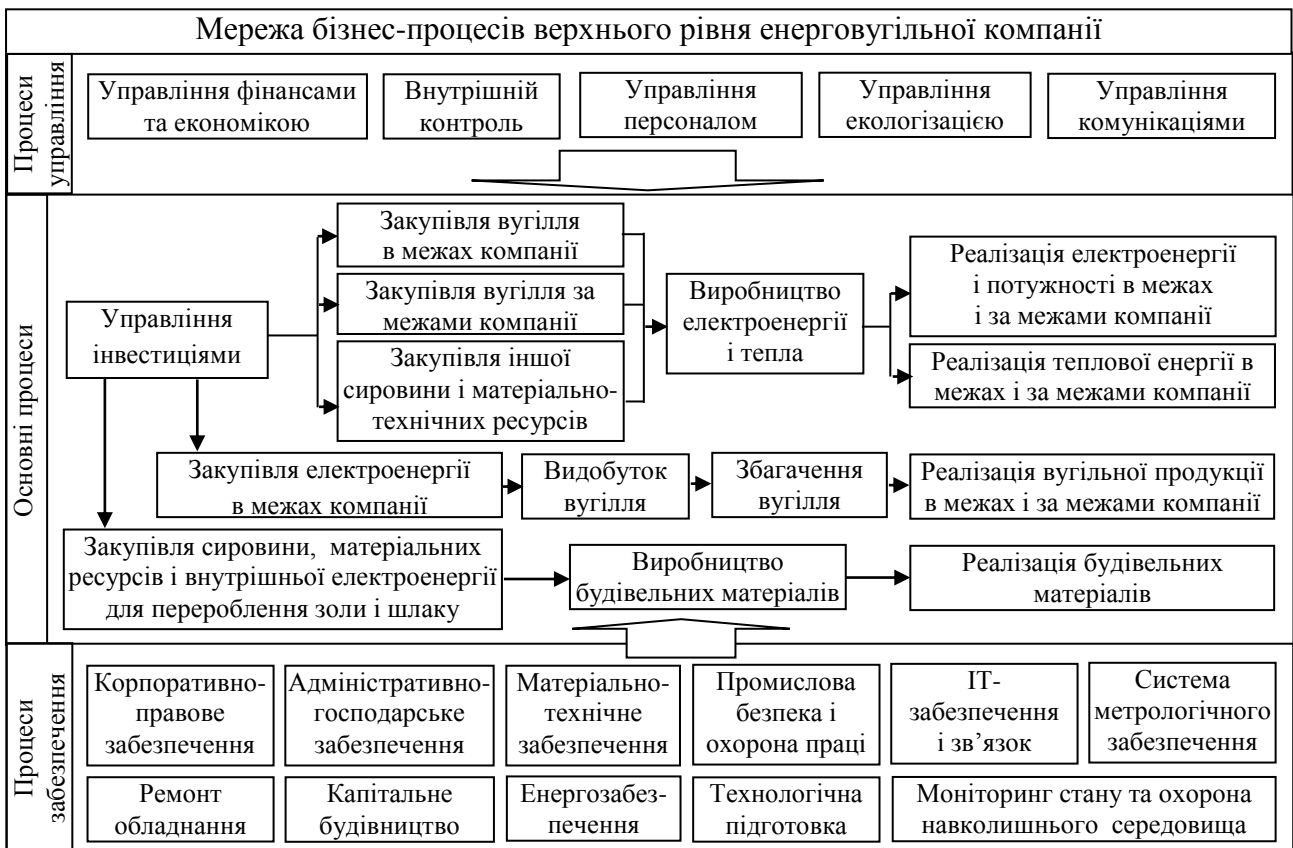 Мережа бізнес-процесів верхнього рівня енерговугільної компанії
Процеси
управління
Управління фінансами
та економікою
Внутрішній
контроль
Управління
персоналом
Управління
екологізацією
Управління
комунікаціями
Основні процеси
Управління
інвестиціями
Закупівля вугілля
в межах компанії
Закупівля вугілля за
межами компанії
Закупівля іншої
сировини і матеріально-
технічних ресурсів
Виробництво
електроенергії
і тепла
Реалізація електроенергії
і потужності в межах
і за межами компанії
Реалізація теплової енергії в
межах і за межами компанії
Закупівля електроенергії
в межах компанії
Видобуток
вугілля
Збагачення
вугілля
Реалізація вугільної продукції
в межах і за межами компанії
Закупівля сировини, матеріальних
ресурсів і внутрішньої електроенергії
для перероблення золи і шлаку
Виробництво
будівельних матеріалів
Реалізація будівельних
матеріалів
Процеси
забезпечення
Корпоративно-
правове
забезпечення
Адміністративно-
господарське
забезпечення
Матеріально-
технічне
забезпечення
Промислова
безпека і
охорона праці
ІТ-
забезпечення
і зв’язок
Система
метрологічного
забезпечення
Ремонт
обладнання
Капітальне
будівництво
Енергозабез-
печення
Технологічна
підготовка
Моніторинг стану та охорона
навколишнього середовища